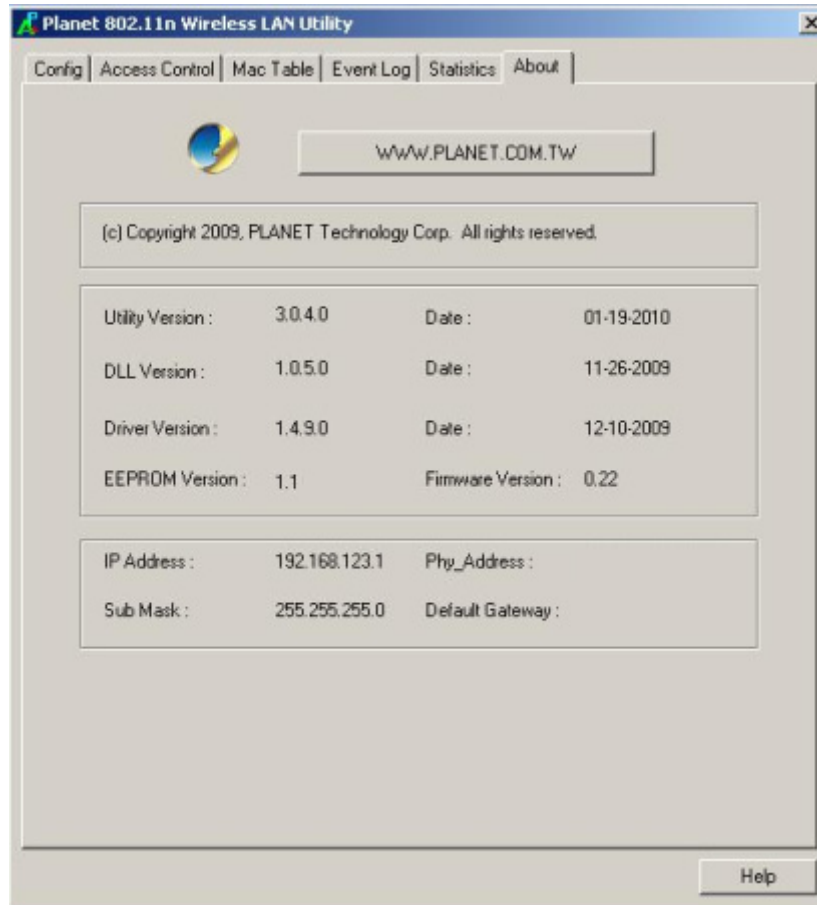 Planet 802.11n Wireless LAN Utility
Config Access Control Mac Table Event Log Statistics About
WWW.PLANET.COM.TW
(c) Copyright 2009, PLANET Technology Corp. All rights reserved.
Utility Version : 3.0.4.0 Date : 01-19-2010
DLL Version : 1.0.5.0 Date : 11-26-2009
Driver Version : 1.4.9.0 Date : 12-10-2009
EEPROM Version : 1.1 Firmware Version : 0.22
IP Address : 192.168.123.1 Phy_Address :
Sub Mask : 255.255.255.0 Default Gateway :
Help